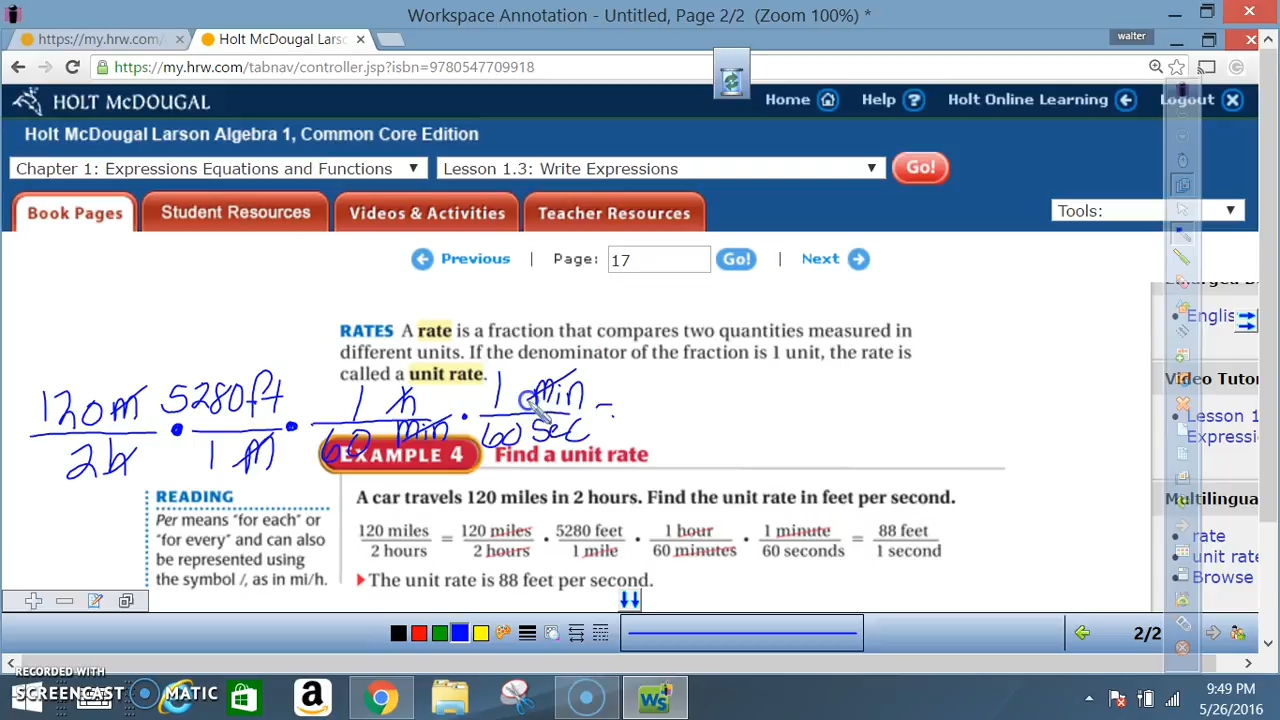 Workspace Annotation - Untitled, Page 2/2 (Zoom 100%) *
https://my.hrw.com/
Holt McDougal Lars
walter
https://my.hrw.com/tabnav/controller.jsp?isbn=9780547709918
HOLT MCDOUGAL
Home
Help
Holt Online Learning
Logout
Holt McDougal Larson Algebra 1, Common Core Edition
Chapter 1: Expressions Equations and Functions
Lesson 1.3: Write Expressions
Go!
Book Pages
Student Resources
Videos & Activities
Teacher Resources
Tools:
Previous | Page: 17 Go! | Next
RATES A rate is a fraction that compares two quantities measured in
different units. If the denominator of the fraction is 1 unit, the rate is
called a unit rate.
120m 5280ft 1 h 1 min
2h • 1 m • 60 min • 60 sec =
EXAMPLE 4 Find a unit rate
READING
Per means "for each" or
"for every" and can also
be represented using
the symbol /, as in mi/h.
A car travels 120 miles in 2 hours. Find the unit rate in feet per second.
120 miles 120 miles 5280 feet 1 hour 1 minute 88 feet
2 hours = 2 hours • 1 mile • 60 minutes • 60 seconds = 1 second
The unit rate is 88 feet per second.
Englis
Video Tutor
Lesson 1
Expression
Multilingua
rate
unit rate
Browse
2/2
RECORDED WITH
SCREENCAST MATIC
9:49 PM
5/26/2016